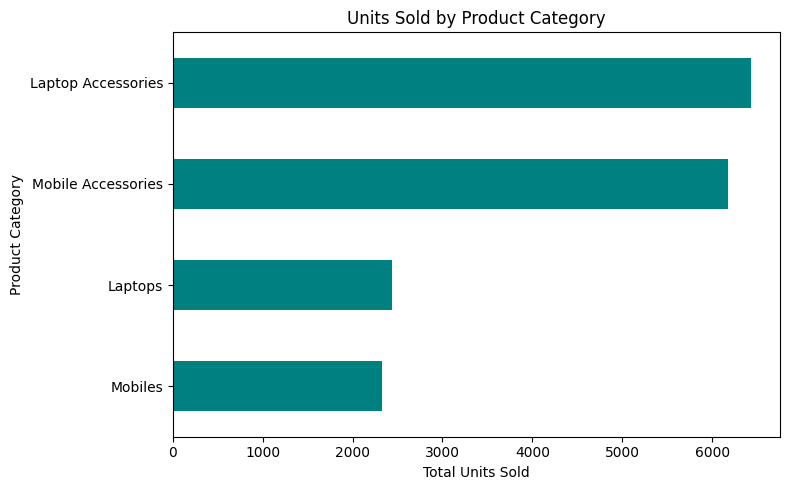 Units Sold by Product Category
Product Category
Laptop Accessories
Mobile Accessories
Laptops
Mobiles
0 1000 2000 3000 4000 5000 6000
Total Units Sold